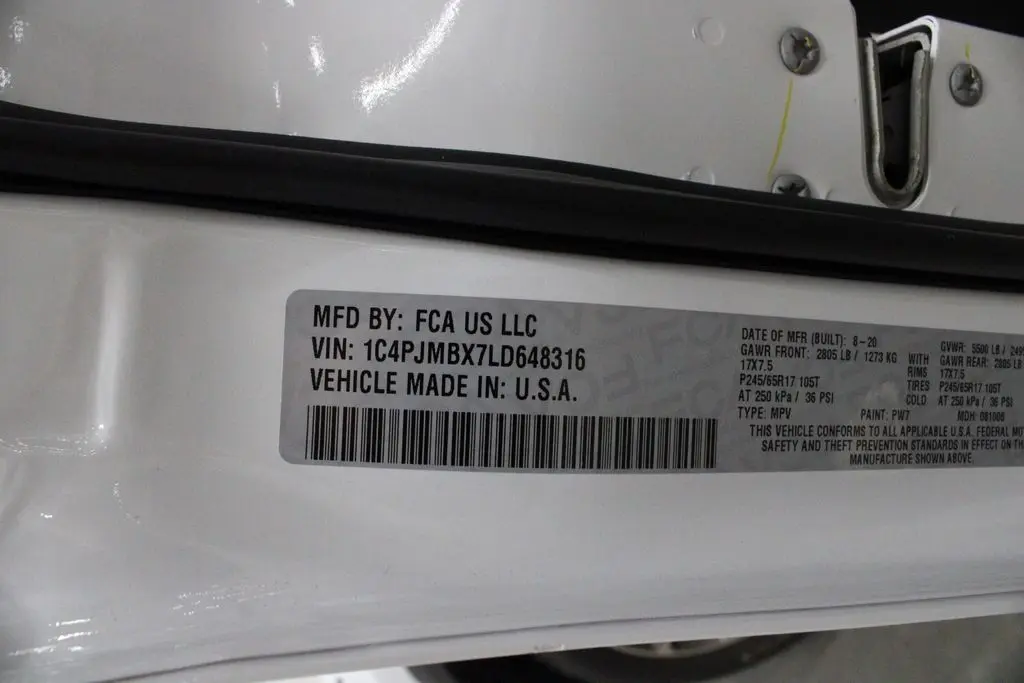 MFD BY: FCA US LLC
VIN: 1C4PJMBX7LD648316
VEHICLE MADE IN: U.S.A.
DATE OF MFR (BUILT): 8-20
GVWR: 5500 LB /
GAWR FRONT: 2805 LB / 1273 KG WITH GAWR REAR: 2805 LB
17X7.5 RIMS 17X7.5
P245/65R17 105T TIRES P245/65R17 105T
AT 250 kPa / 36 PSI COLD AT 250 kPa / 36 PSI
TYPE: MPV PAINT: PW7 MDH:
THIS VEHICLE CONFORMS TO ALL APPLICABLE U.S.A. FEDERAL
SAFETY AND THEFT PREVENTION STANDARDS IN EFFECT ON
MANUFACTURE SHOWN ABOVE.